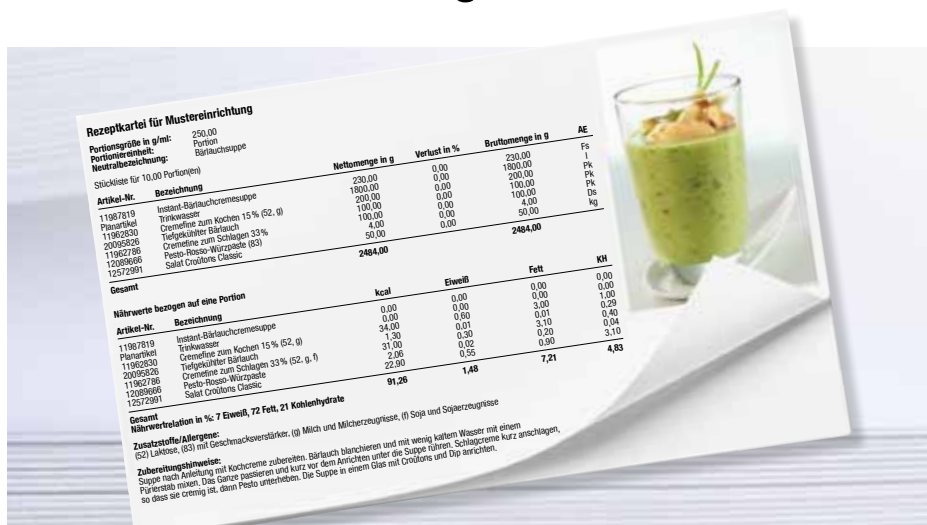 Rezeptkartei für Mustereinrichtung
Portionsgröße in g/ml: 250,00
Portioniereinheit: Portion
Neutralbezeichnung: Bärlauchsuppe
Stückliste für 10,00 Portion(en)
Artikel-Nr. Bezeichnung Nettomenge in g Verlust in % Bruttomenge in g AE
11987819 Instant-Bärlauchcremesuppe 230,00 0,00 230,00 Fs
Planartikel Trinkwasser 1800,00 0,00 1800,00 l
11962830 Cremefine zum Kochen 15 % (52, g) 200,00 0,00 200,00 Pk
20095826 Tiefgekühlter Bärlauch 100,00 0,00 100,00 Pk
11962786 Cremefine zum Schlagen 33% 100,00 0,00 100,00 Pk
12089666 Pesto-Rosso-Würzpaste (83) 4,00 0,00 4,00 Ds
12572991 Salat Croûtons Classic 50,00 0,00 50,00 kg
Gesamt 2484,00 2484,00
Nährwerte bezogen auf eine Portion
Artikel-Nr. Bezeichnung kcal Eiweiß Fett KH
11987819 Instant-Bärlauchcremesuppe 0,00 0,00 0,00 0,00
Planartikel Trinkwasser 0,00 0,00 0,00 0,00
11962830 Cremefine zum Kochen 15 % (52, g) 34,00 0,60 3,00 1,00
20095826 Tiefgekühlter Bärlauch 1,30 0,01 0,01 0,29
11962786 Cremefine zum Schlagen 33 % (52, g, f) 31,00 0,30 3,10 0,40
12089666 Pesto-Rosso-Würzpaste 2,06 0,02 0,20 0,04
12572991 Salat Croûtons Classic 22,90 0,55 0,90 3,10
Gesamt 91,26 1,48 7,21 4,83
Nährwertrelation in %: 7 Eiweiß, 72 Fett, 21 Kohlenhydrate
Zusatzstoffe/Allergene:
(52) Laktose, (83) mit Geschmacksverstärker, (g) Milch und Milcherzeugnisse, (f) Soja und Sojaerzeugnisse
Zubereitungshinweise:
Suppe nach Anleitung mit Kochcreme zubereiten. Bärlauch blanchieren und mit wenig kaltem Wasser mit einem
Pürierstab mixen. Das Ganze passieren und kurz vor dem Anrichten unter die Suppe rühren. Schlagcreme kurz anschlagen,
so dass sie cremig ist, dann Pesto unterheben. Die Suppe in einem Glas mit Croûtons und Dip anrichten.